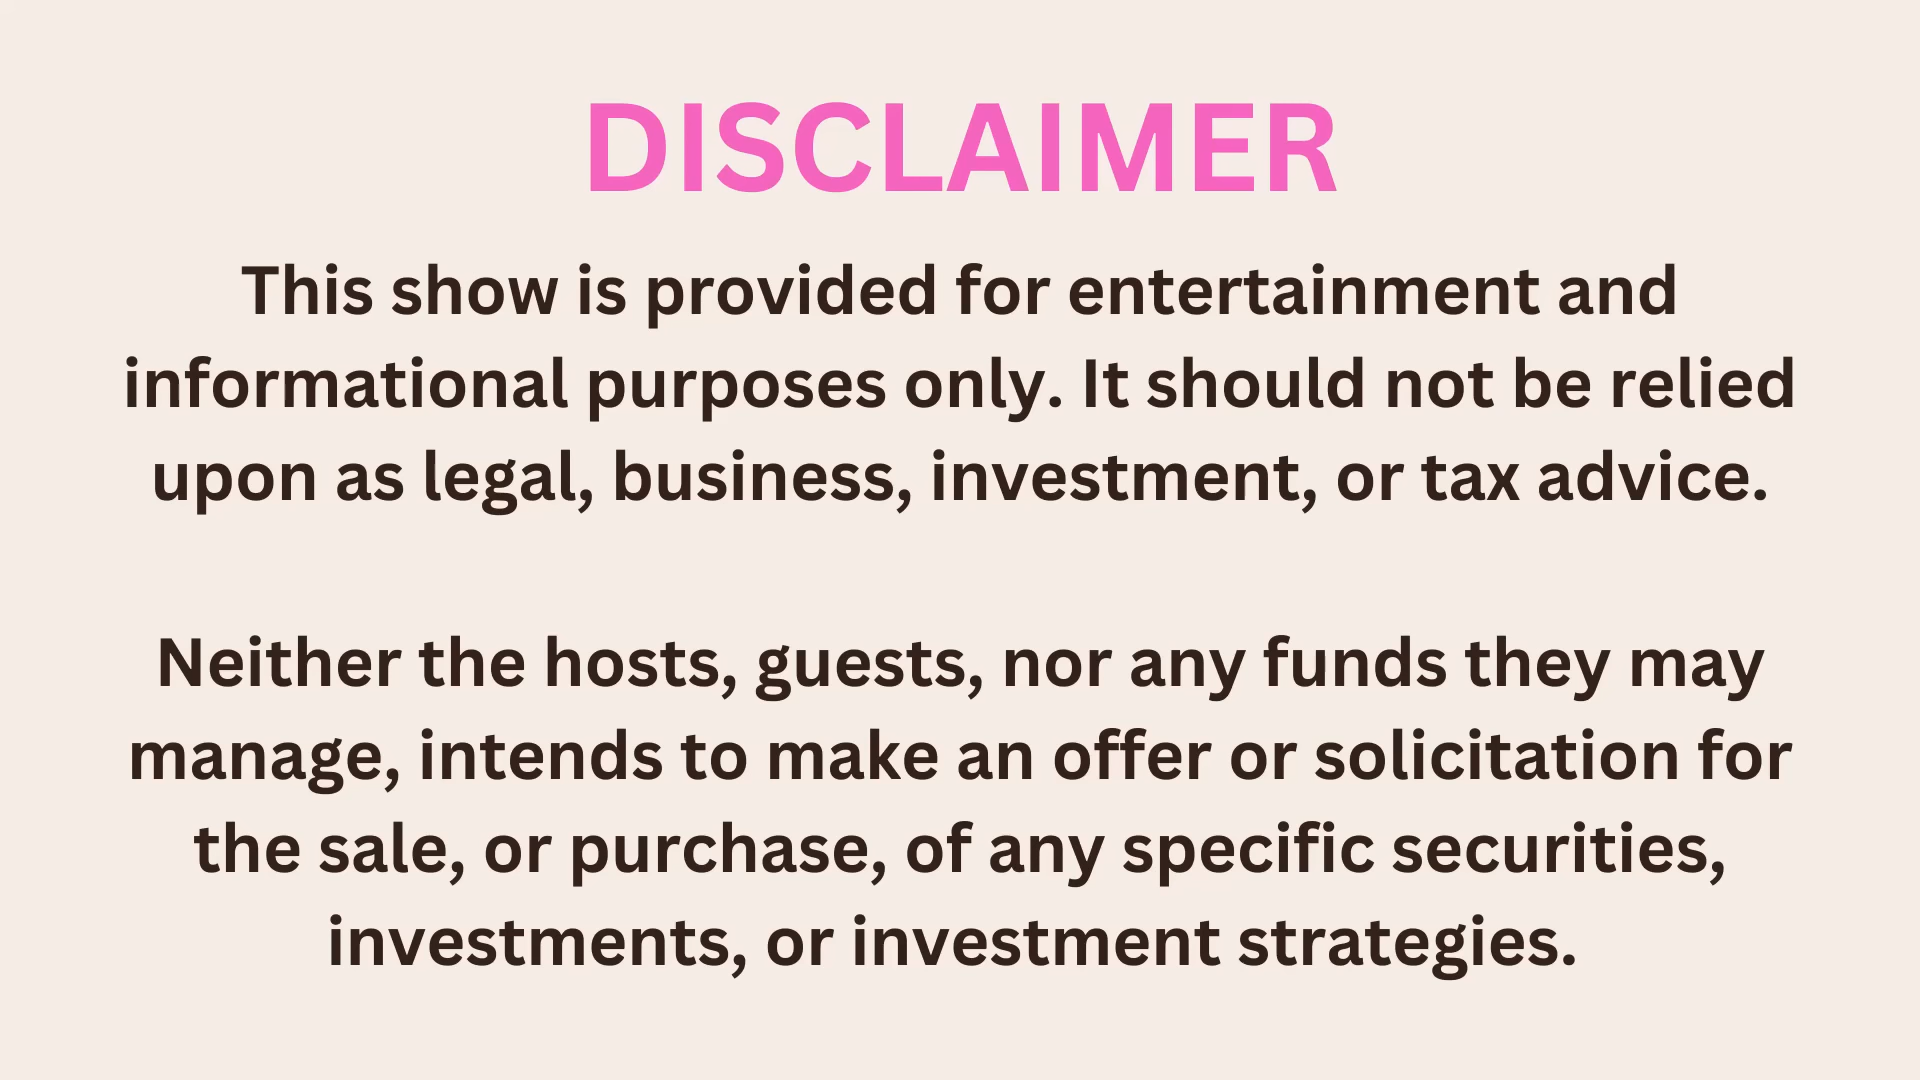 DISCLAIMER
This show is provided for entertainment and
informational purposes only. It should not be relied
upon as legal, business, investment, or tax advice.
Neither the hosts, guests, nor any funds they may
manage, intends to make an offer or solicitation for
the sale, or purchase, of any specific securities,
investments, or investment strategies.